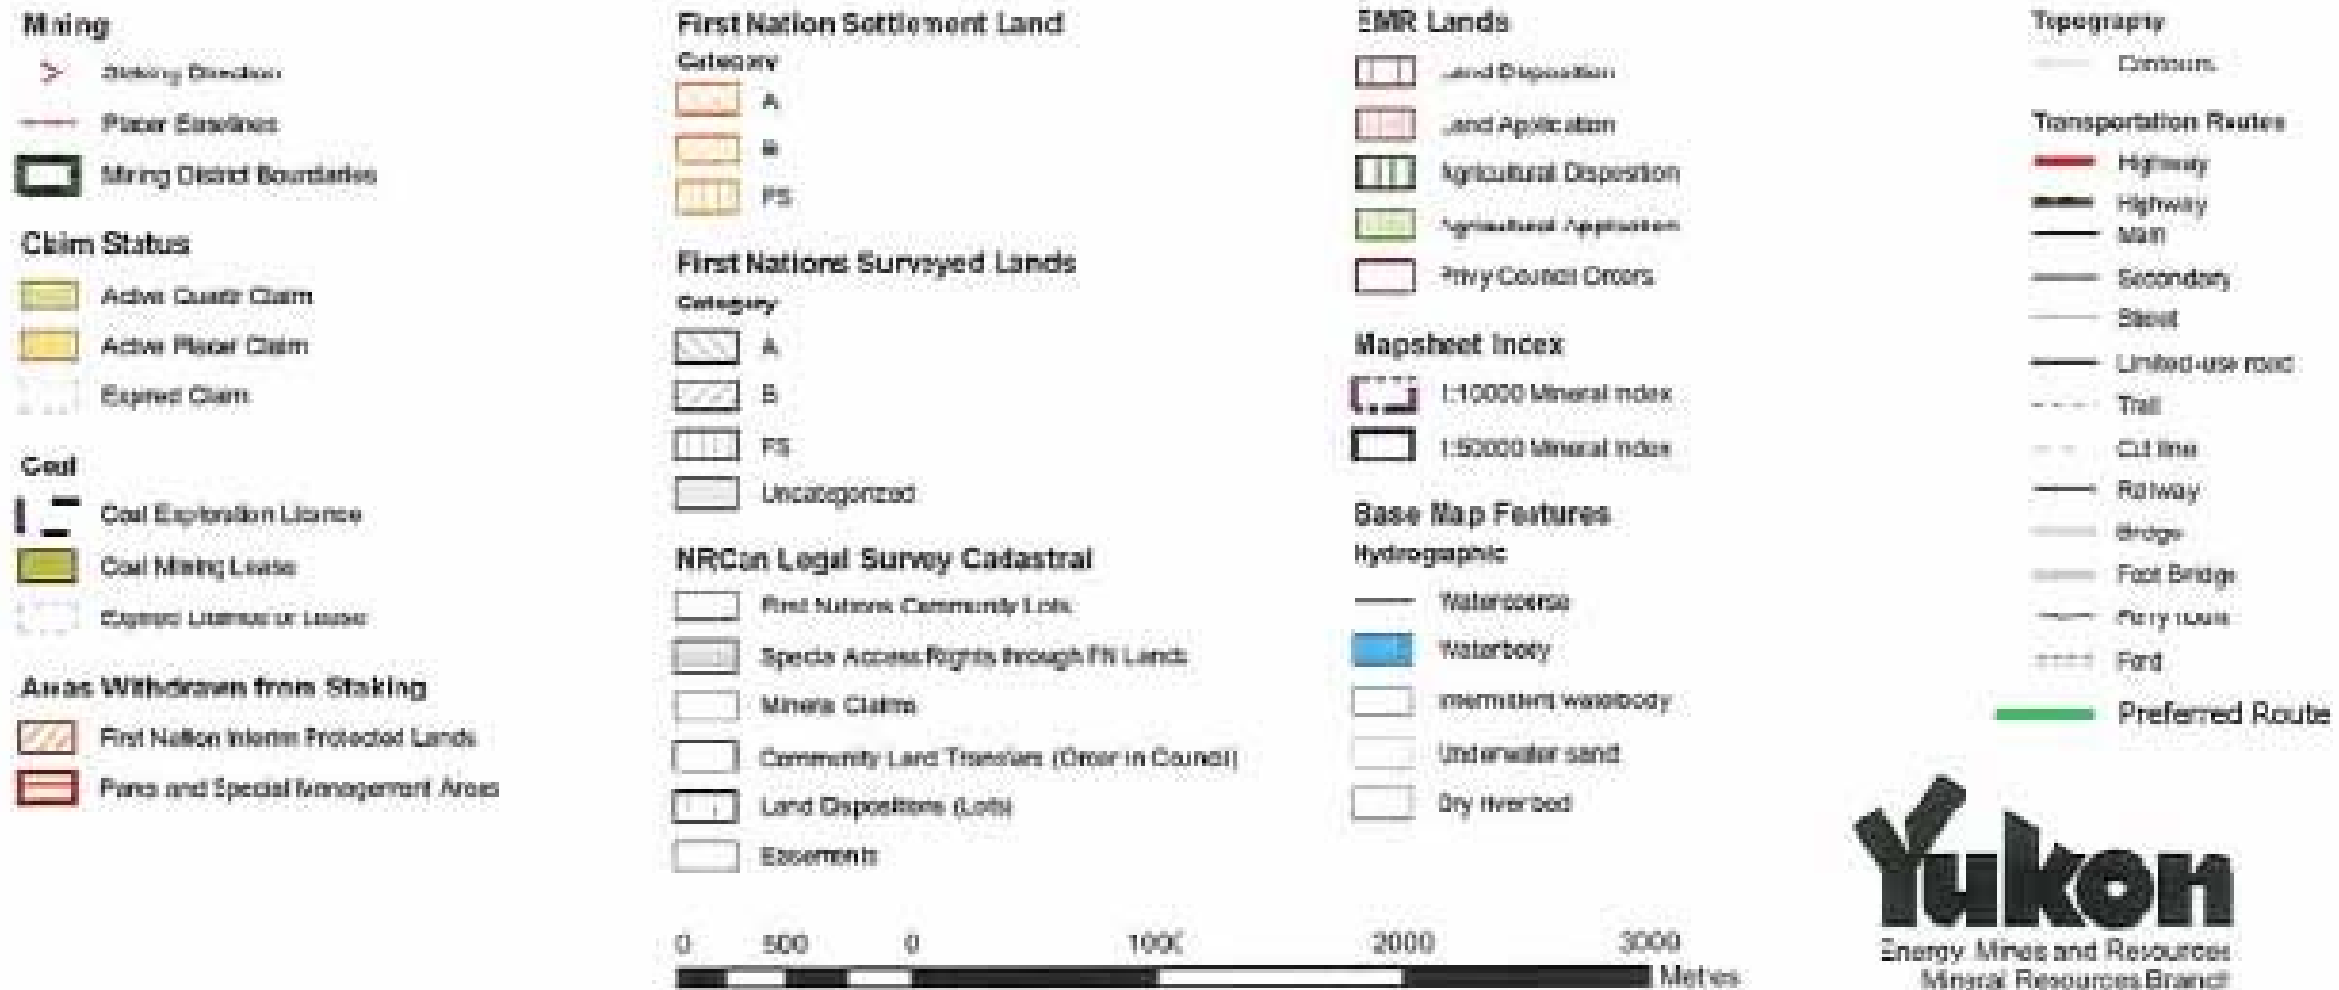 Mining
Staking Direction
Placer Baselines
Mining District Boundaries
Claim Status
Active Quartz Claim
Active Placer Claim
Expired Claim
Coal
Coal Exploration Licence
Coal Mining Lease
Expired Licence or Lease
Areas Withdrawn from Staking
First Nation Interim Protected Lands
Parks and Special Management Areas
First Nation Settlement Land
Category
A
B
FS
First Nations Surveyed Lands
Category
A
B
FS
Uncategorized
NRCan Legal Survey Cadastral
First Nations Community Lots
Special Access Rights through FN Lands
Mineral Claims
Community Land Transfers (Order in Council)
Land Dispositions (Lots)
Easements
EMR Lands
Land Disposition
Land Application
Agricultural Disposition
Agricultural Application
Privy Council Orders
Mapsheet Index
1:10000 Mineral Index
1:50000 Mineral Index
Base Map Features
Hydrographic
Watercourse
Waterbody
Intermittent waterbody
Underwater sand
Dry river bed
Topography
Contours
Transportation Routes
Highway
Highway
Main
Secondary
Street
Limited-use road
Trail
Cut line
Railway
Bridge
Foot Bridge
Ferry route
Ford
Preferred Route
0 500 0 1000 2000 3000
Metres
Yukon
Energy, Mines and Resources
Mineral Resources Branch